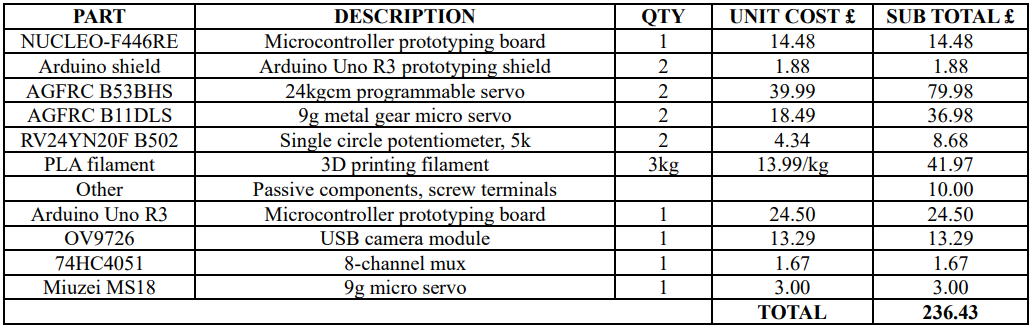 PART DESCRIPTION QTY UNIT COST £ SUB TOTAL £
NUCLEO-F446RE Microcontroller prototyping board 1 14.48 14.48
Arduino shield Arduino Uno R3 prototyping shield 2 1.88 1.88
AGFRC B53BHS 24kgcm programmable servo 2 39.99 79.98
AGFRC B11DLS 9g metal gear micro servo 2 18.49 36.98
RV24YN20F B502 Single circle potentiometer, 5k 2 4.34 8.68
PLA filament 3D printing filament 3kg 13.99/kg 41.97
Other Passive components, screw terminals 10.00
Arduino Uno R3 Microcontroller prototyping board 1 24.50 24.50
OV9726 USB camera module 1 13.29 13.29
74HC4051 8-channel mux 1 1.67 1.67
Miuzei MS18 9g micro servo 1 3.00 3.00
TOTAL 236.43